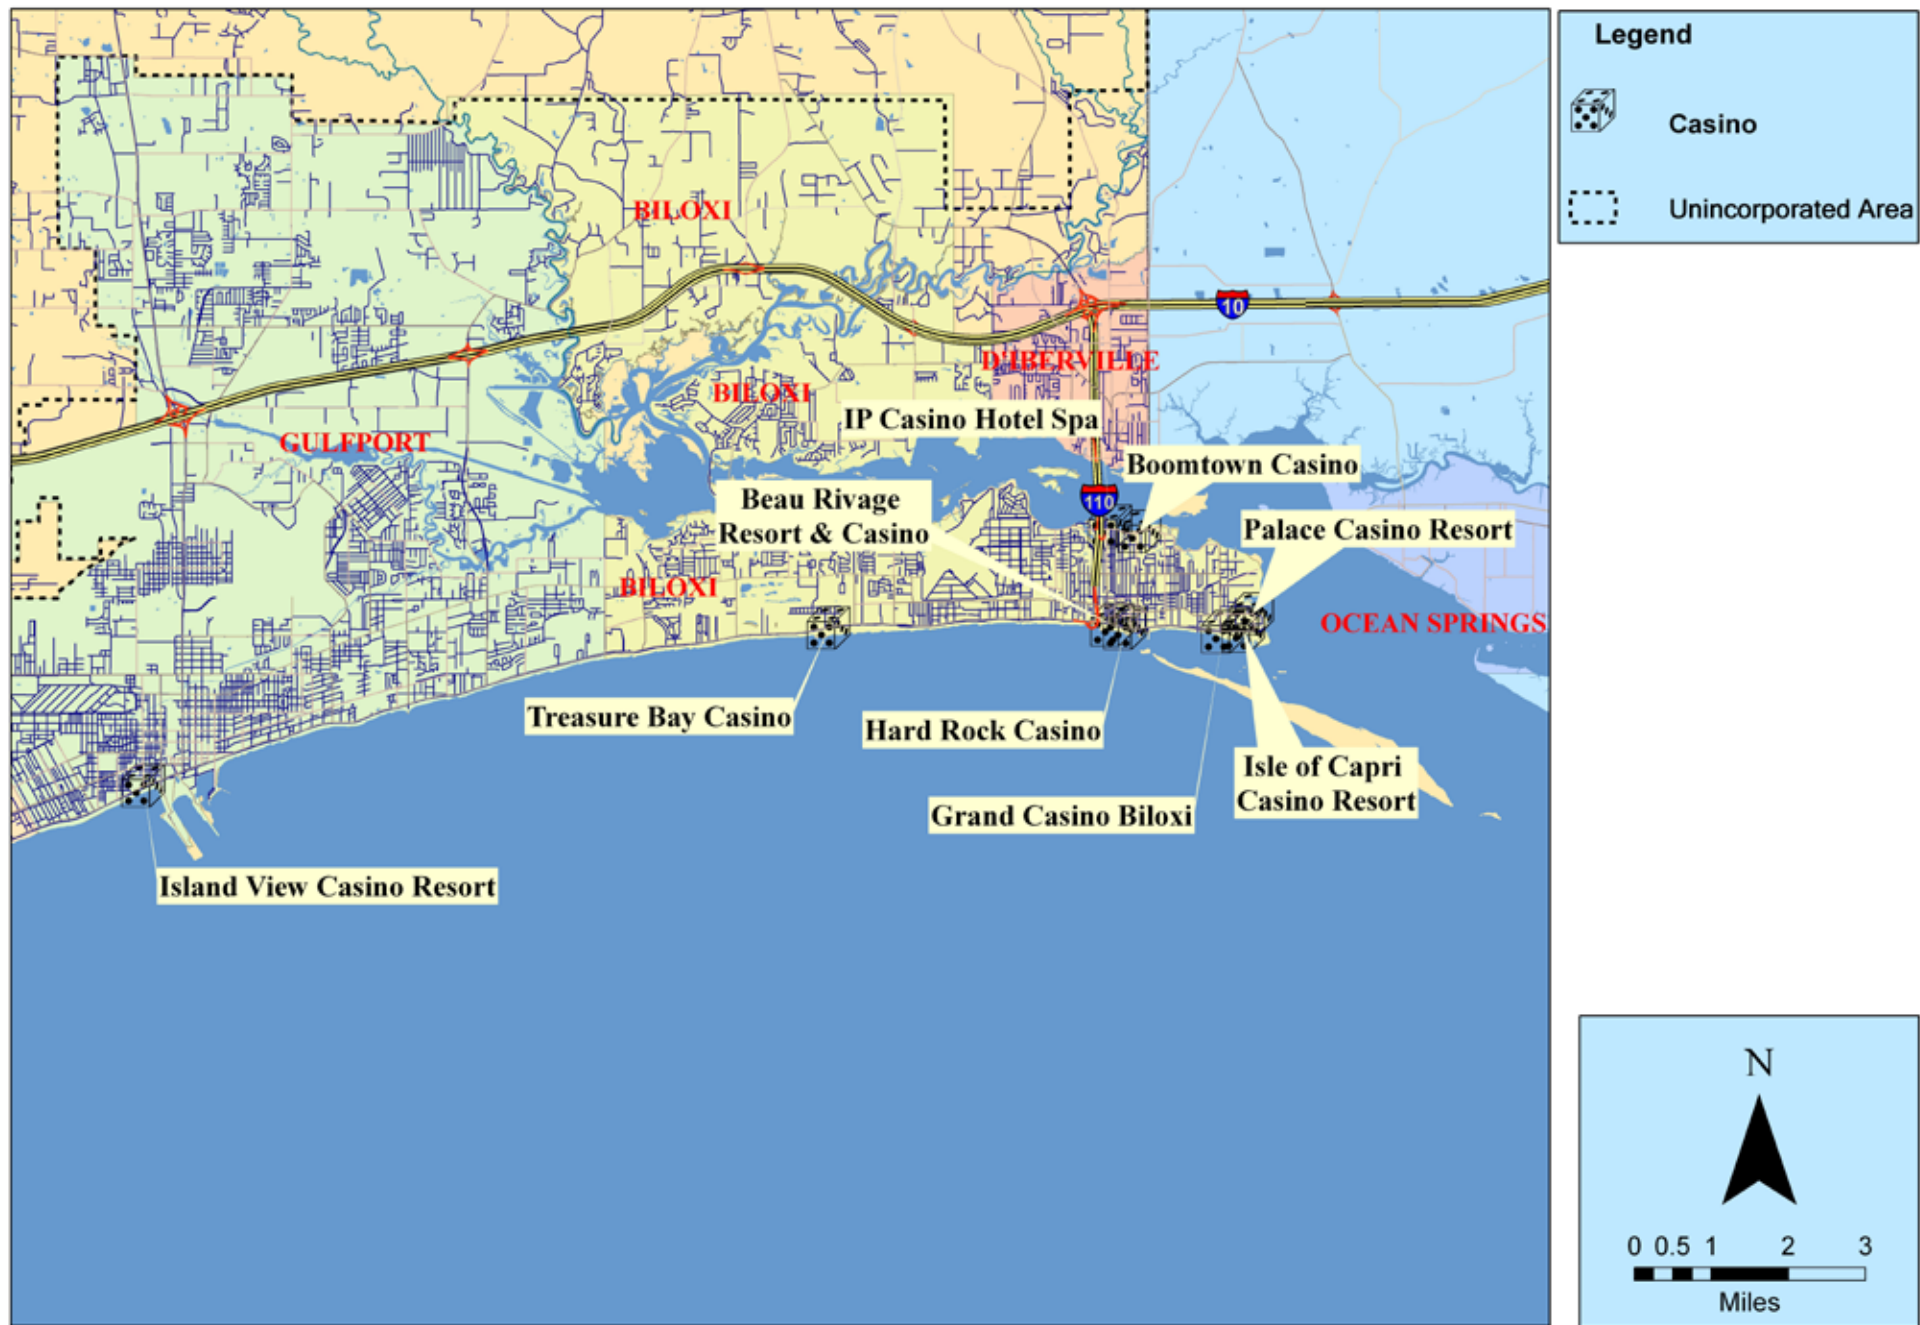 Legend
Casino
Unincorporated Area
BILOXI
10
D'IBERVILLE
BILOXI
IP Casino Hotel Spa
GULFPORT
Boomtown Casino
110
Beau Rivage
Resort & Casino
Palace Casino Resort
BILOXI
OCEAN SPRINGS
Treasure Bay Casino
Hard Rock Casino
Isle of Capri
Casino Resort
Grand Casino Biloxi
Island View Casino Resort
N
0 0.5 1 2 3
Miles